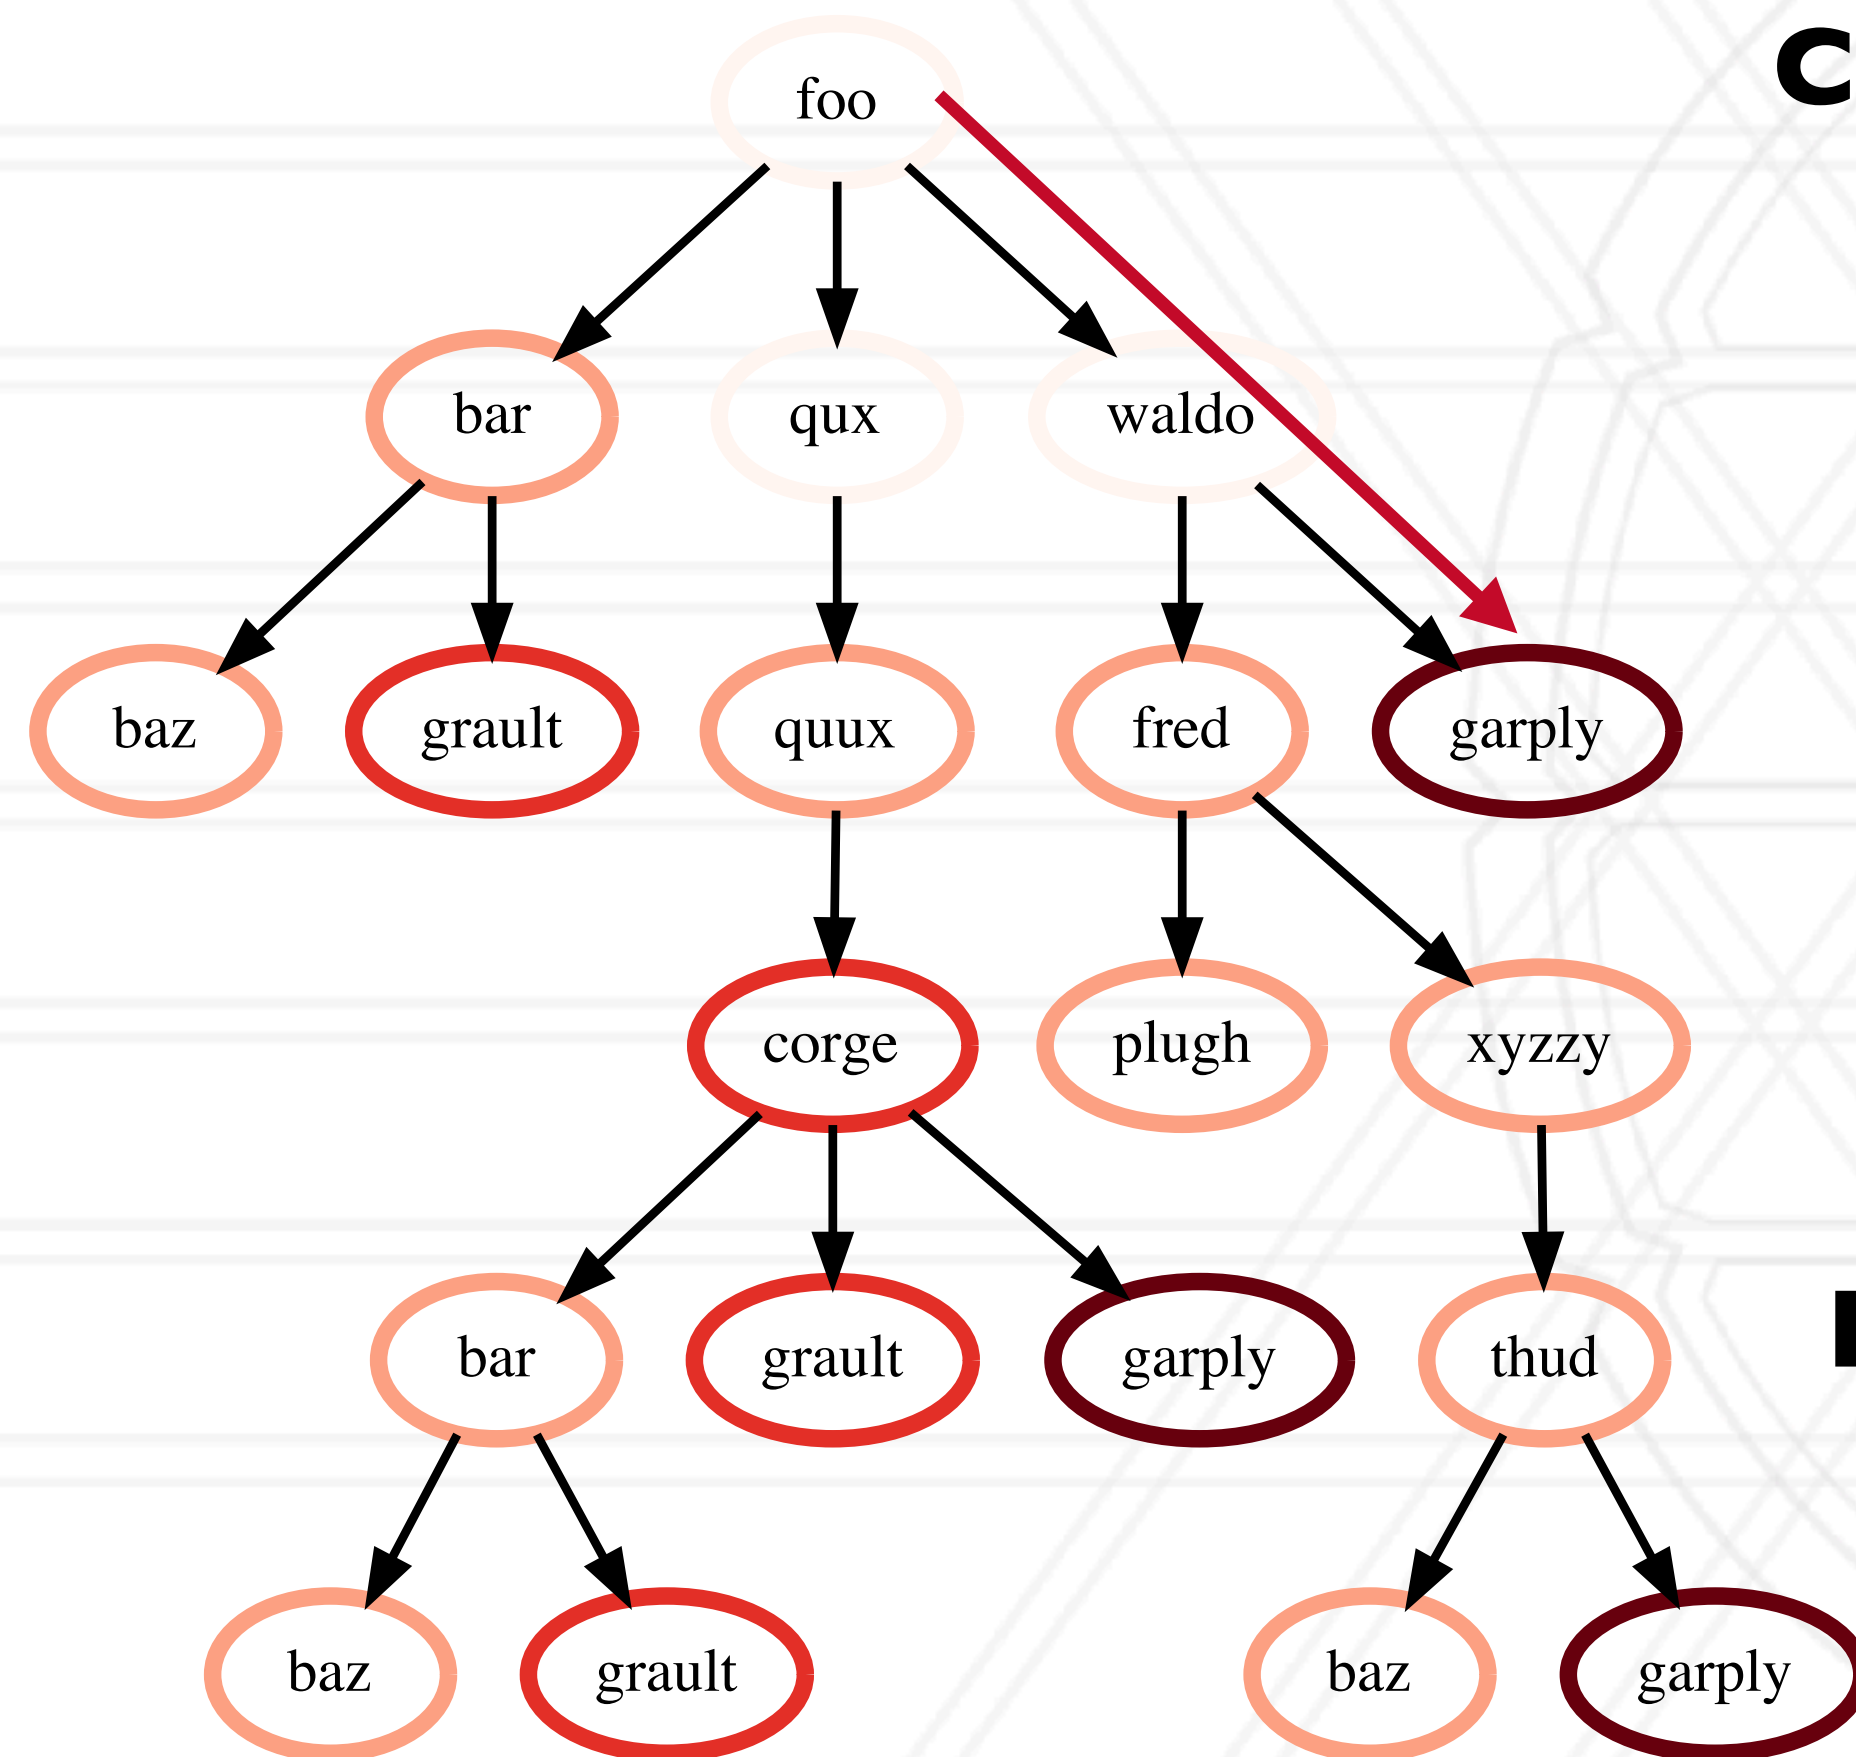 foo
bar
qux
waldo
baz
grault
quux
fred
garply
corge
plugh
xyzzy
bar
grault
garply
thud
baz
grault
baz
garply